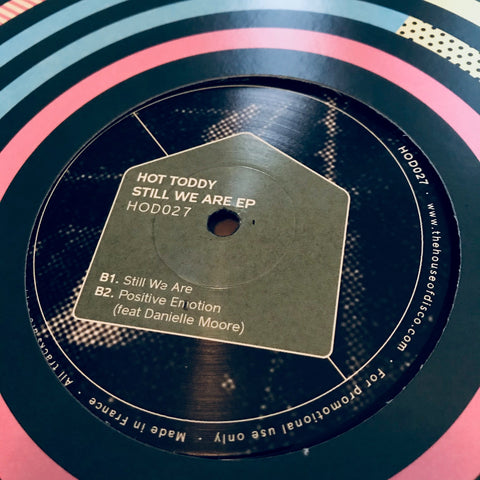 HOT TODDY
STILL WE ARE EP
HOD027
B1. Still We Are
B2. Positive Emotion
(feat Danielle Moore)
HOD027 · www.thehouseofdisco.com · For promotional use only · Made in France · All tracks